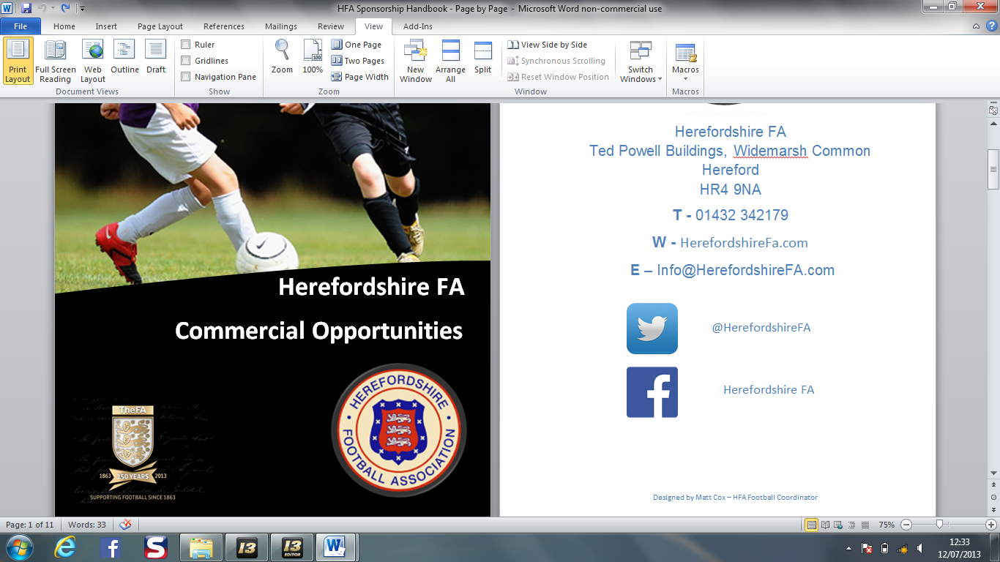 HFA Sponsorship Handbook - Page by Page - Microsoft Word non-commercial use
File Home Insert Page Layout References Mailings Review View Add-Ins
Print Layout
Full Screen Reading
Web Layout
Outline
Draft
Document Views
Ruler
Gridlines
Navigation Pane
Show
Zoom
100%
One Page
Two Pages
Page Width
Zoom
New Window
Arrange All
Split
View Side by Side
Synchronous Scrolling
Reset Window Position
Window
Switch Windows
Macros
Macros
Herefordshire FA
Commercial Opportunities
TheFA
1863 150 YEARS 2013
SUPPORTING FOOTBALL SINCE 1863
HEREFORDSHIRE
FOOTBALL ASSOCIATION
Herefordshire FA
Ted Powell Buildings, Widemarsh Common
Hereford
HR4 9NA
T - 01432 342179
W - HerefordshireFa.com
E – Info@HerefordshireFA.com
@HerefordshireFA
Herefordshire FA
Designed by Matt Cox – HFA Football Coordinator
Page: 1 of 11 Words: 33
75%
13
13 EDITOR
12:33
12/07/2013